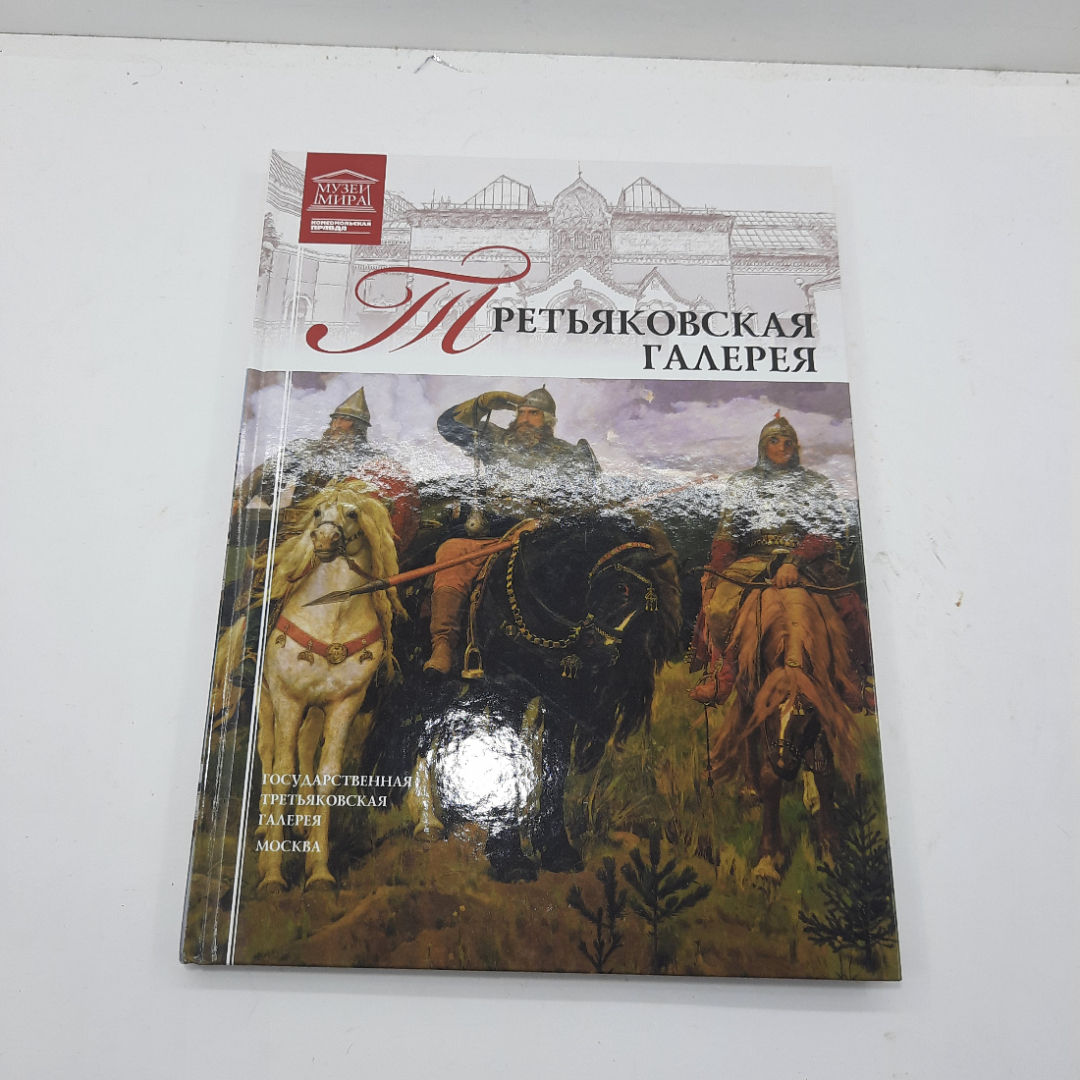 МУЗЕИ
МИРА
КОМСОМОЛЬСКАЯ
ПРАВДА
ТРЕТЬЯКОВСКАЯ
ГАЛЕРЕЯ
ГОСУДАРСТВЕННАЯ
ТРЕТЬЯКОВСКАЯ
ГАЛЕРЕЯ
МОСКВА